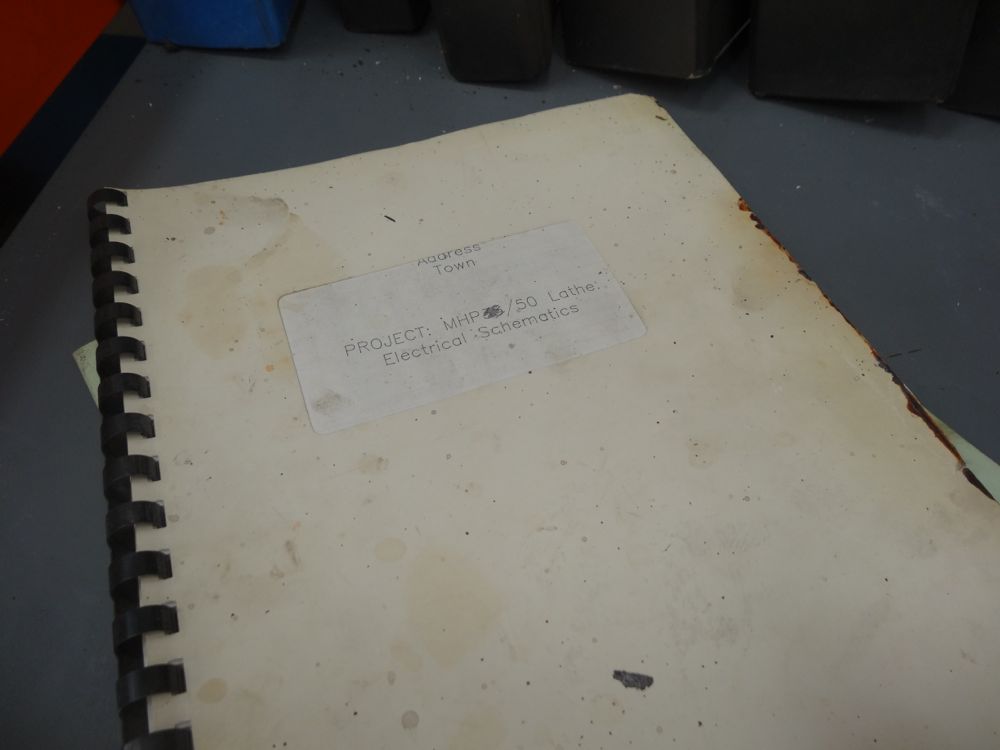 Address
Town
PROJECT: MHP /50 Lathe.
Electrical Schematics